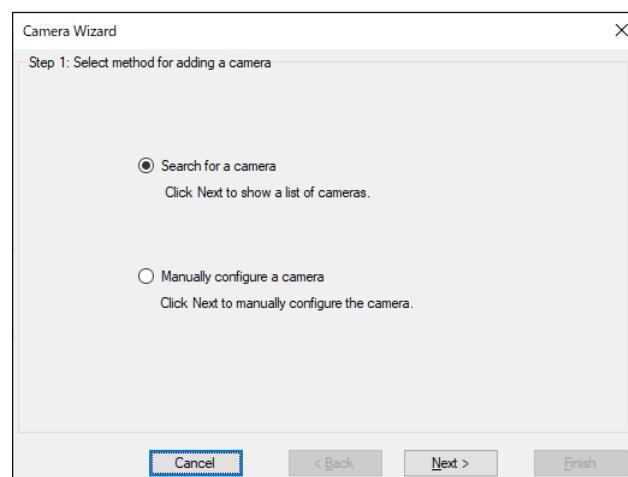 Camera Wizard
Step 1: Select method for adding a camera
Search for a camera
Click Next to show a list of cameras.
Manually configure a camera
Click Next to manually configure the camera.
Cancel
< Back
Next >
Finish